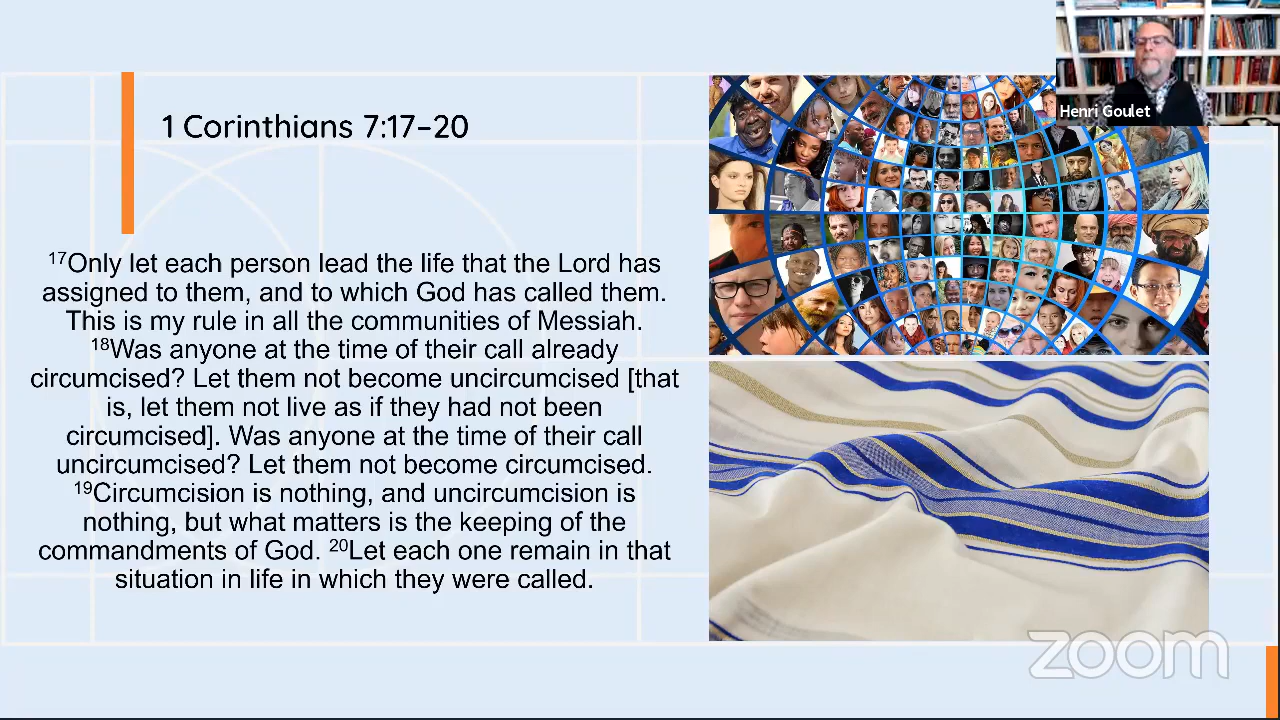 1 Corinthians 7:17–20
Henri Goulet
¹⁷Only let each person lead the life that the Lord has
assigned to them, and to which God has called them.
This is my rule in all the communities of Messiah.
¹⁸Was anyone at the time of their call already
circumcised? Let them not become uncircumcised [that
is, let them not live as if they had not been
circumcised]. Was anyone at the time of their call
uncircumcised? Let them not become circumcised.
¹⁹Circumcision is nothing, and uncircumcision is
nothing, but what matters is the keeping of the
commandments of God. ²⁰Let each one remain in that
situation in life in which they were called.
zoom